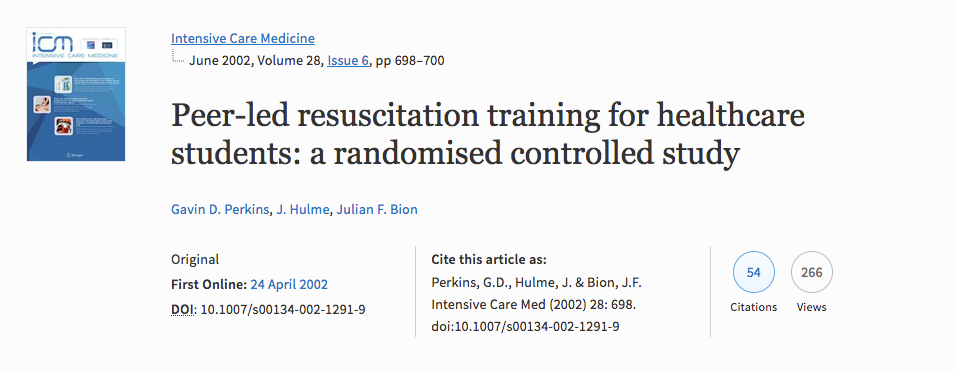 icm
INTENSIVE CARE MEDICINE
Intensive Care Medicine
June 2002, Volume 28, Issue 6, pp 698–700
Peer-led resuscitation training for healthcare
students: a randomised controlled study
Gavin D. Perkins, J. Hulme, Julian F. Bion
Original
First Online: 24 April 2002
DOI: 10.1007/s00134-002-1291-9
Cite this article as:
Perkins, G.D., Hulme, J. & Bion, J.F.
Intensive Care Med (2002) 28: 698.
doi:10.1007/s00134-002-1291-9
54
Citations
266
Views